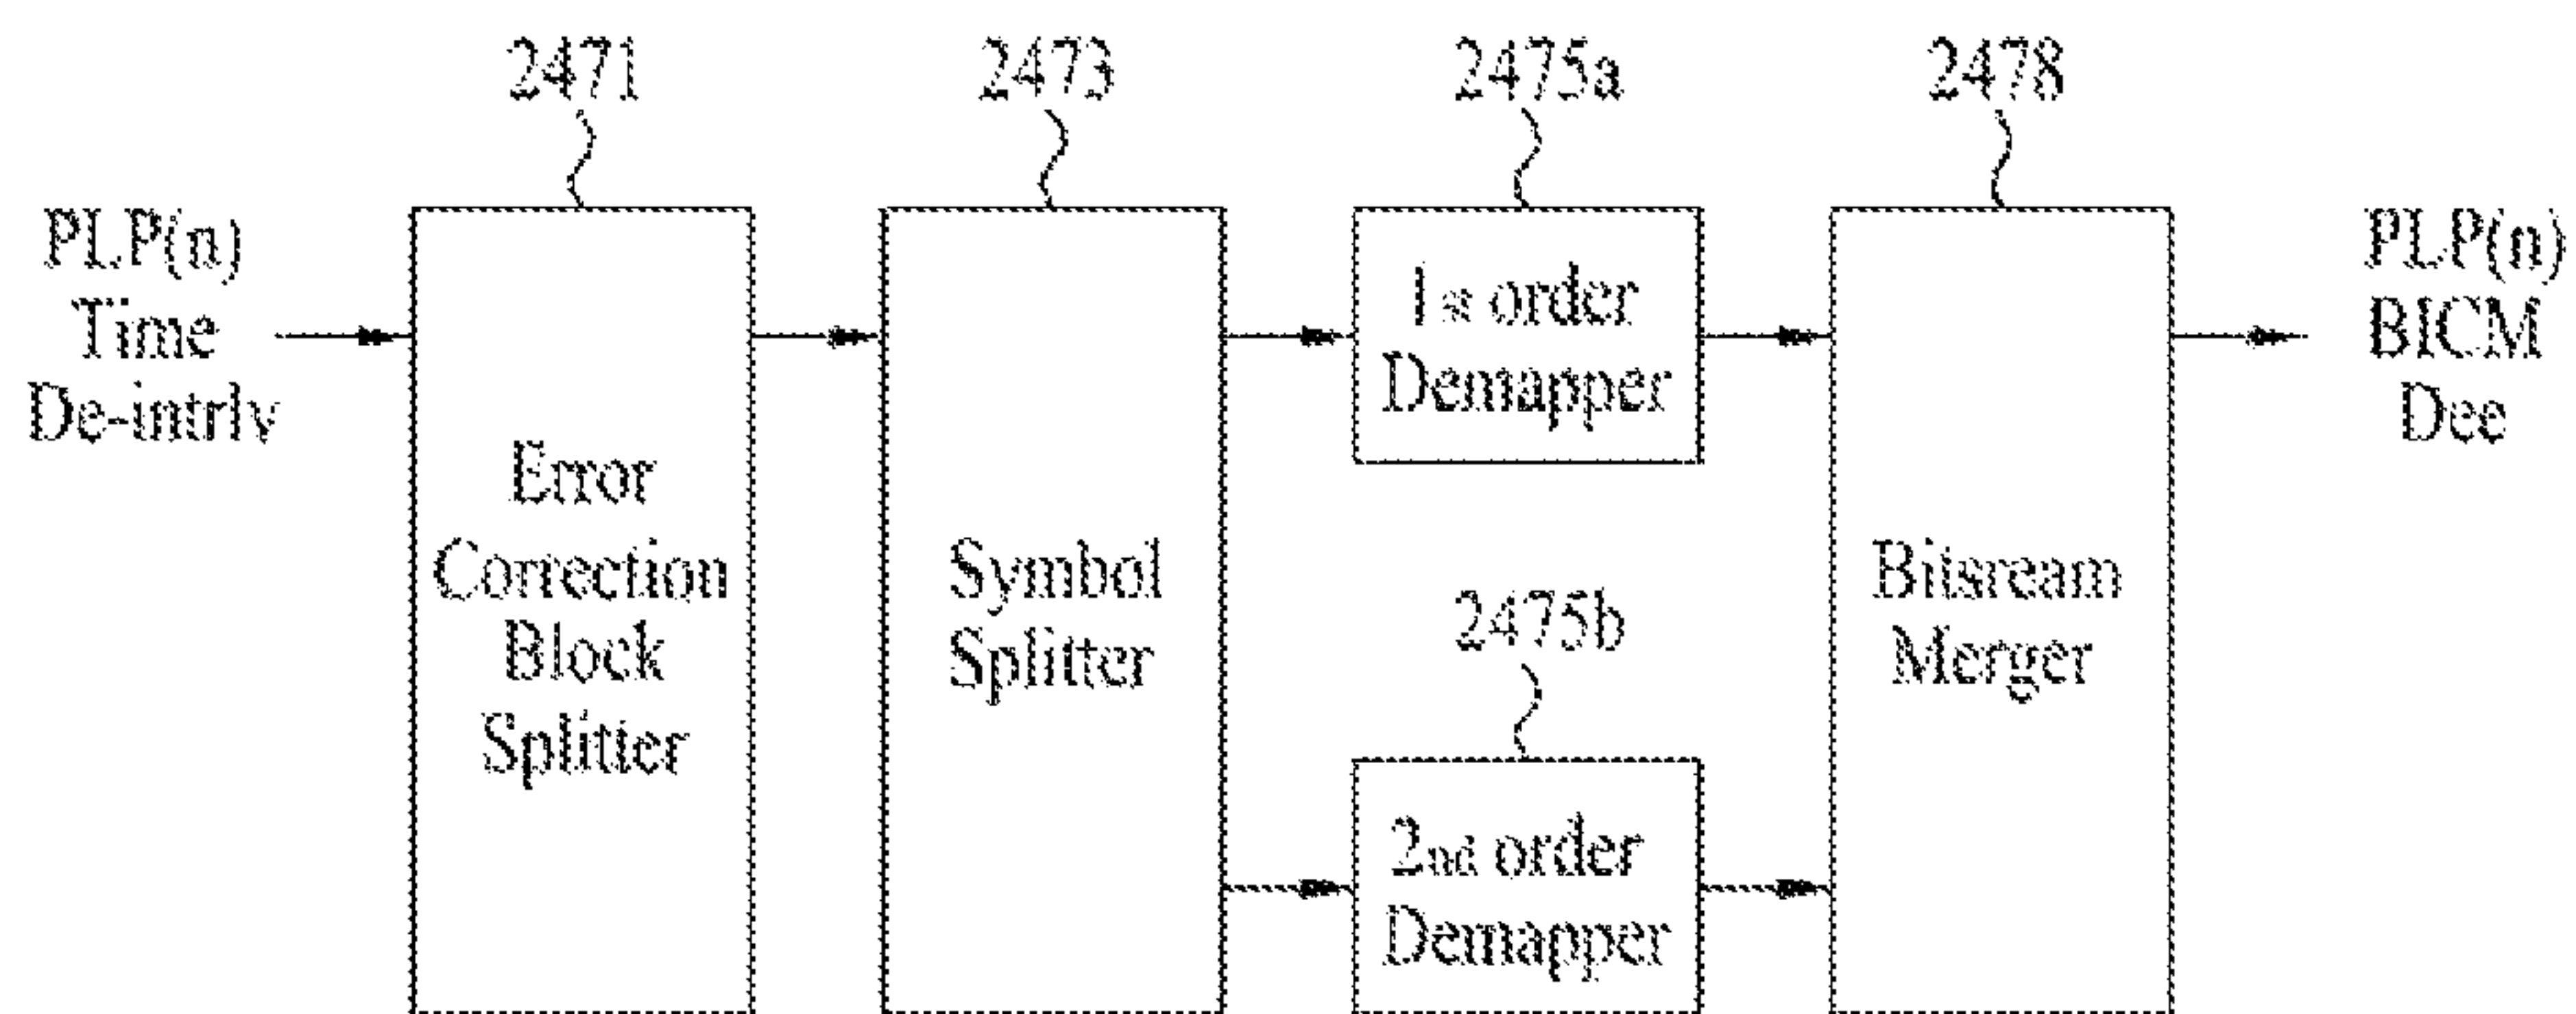 2471
2473
2475a
2478
PLP(n)
Time
De-intrlv
Error
Correction
Block
Splitter
Symbol
Splitter
1st order
Demapper
2475b
2nd order
Demapper
Bitsream
Merger
PLP(n)
BICM
Dee